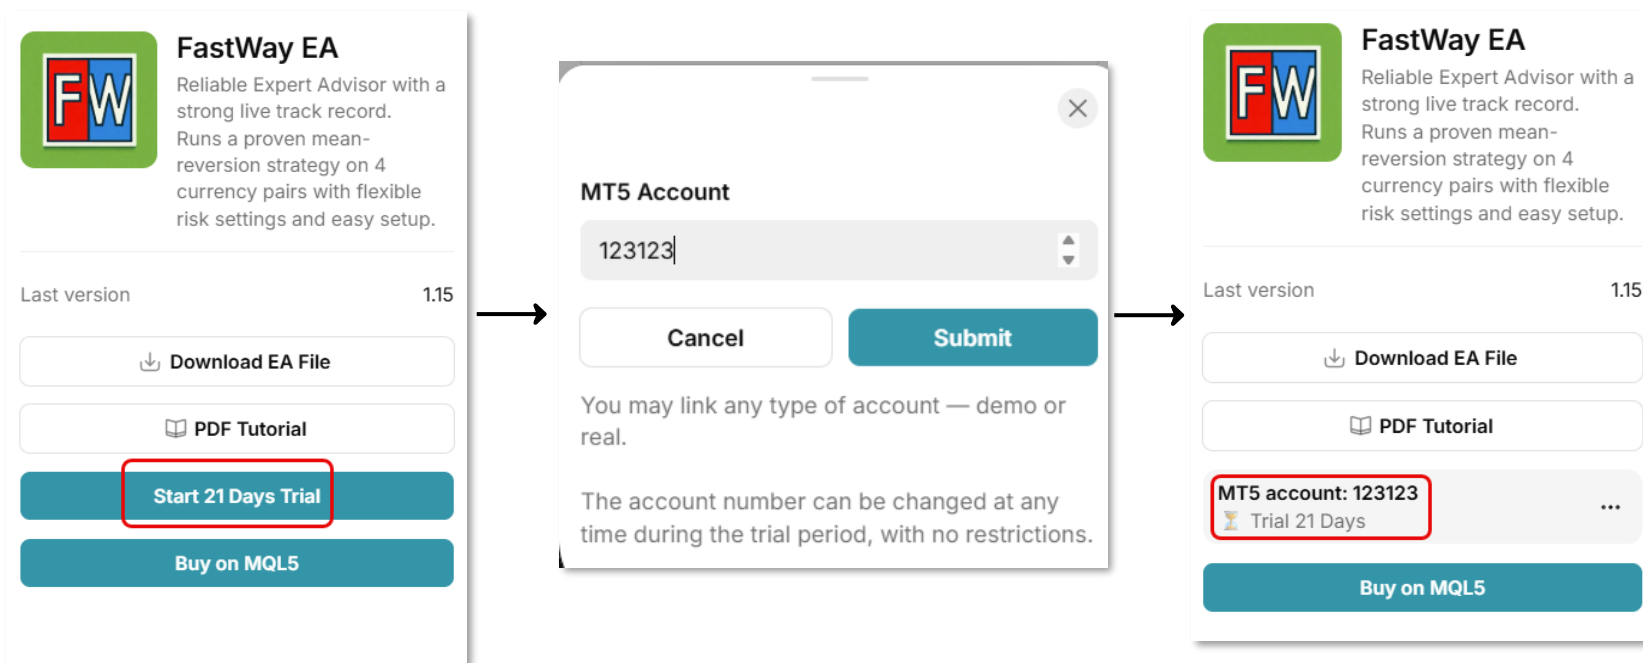 FW
FastWay EA
Reliable Expert Advisor with a
strong live track record.
Runs a proven mean-
reversion strategy on 4
currency pairs with flexible
risk settings and easy setup.
Last version 1.15
Download EA File
PDF Tutorial
Start 21 Days Trial
Buy on MQL5
MT5 Account
123123
Cancel Submit
You may link any type of account — demo or
real.
The account number can be changed at any
time during the trial period, with no restrictions.
FW
FastWay EA
Reliable Expert Advisor with a
strong live track record.
Runs a proven mean-
reversion strategy on 4
currency pairs with flexible
risk settings and easy setup.
Last version 1.15
Download EA File
PDF Tutorial
MT5 account: 123123
Trial 21 Days
Buy on MQL5